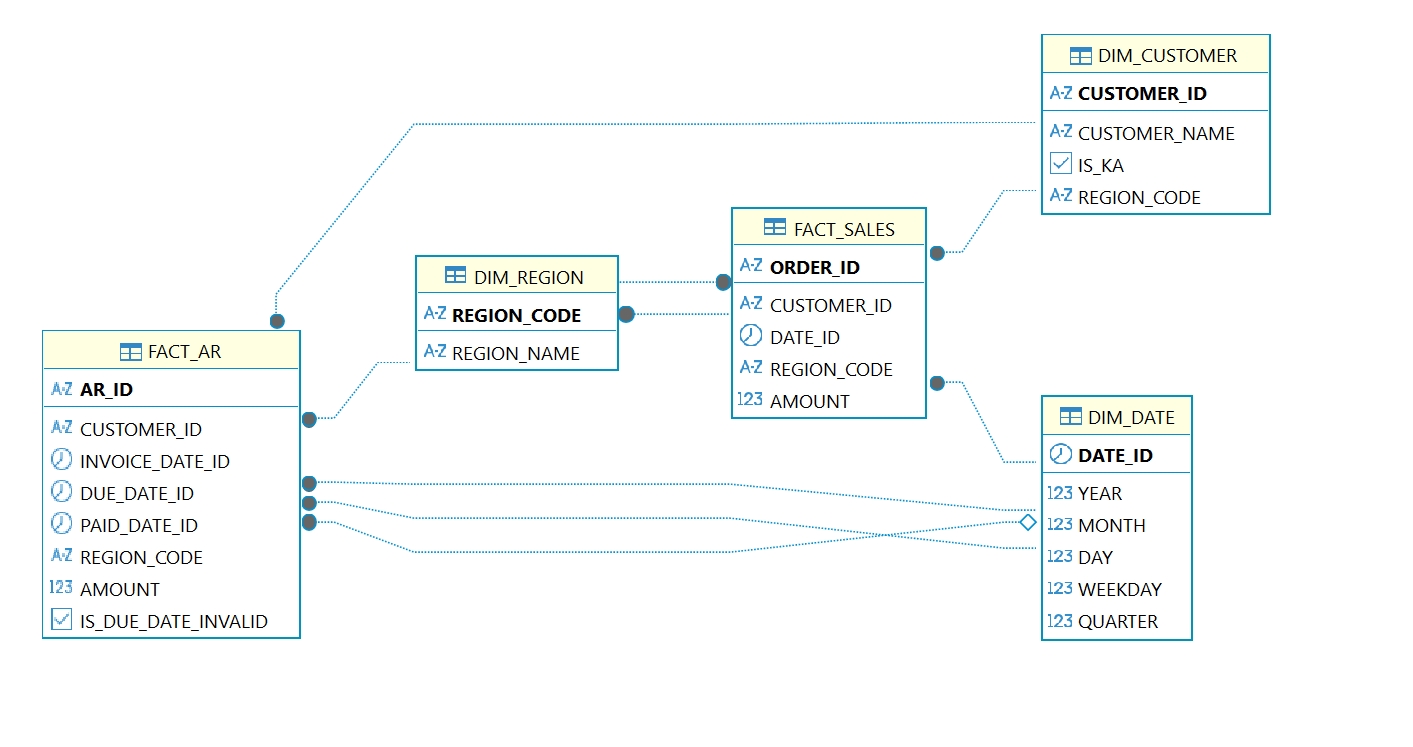 DIM_CUSTOMER
A-Z CUSTOMER_ID
A-Z CUSTOMER_NAME
IS_KA
A-Z REGION_CODE
FACT_SALES
A-Z ORDER_ID
A-Z CUSTOMER_ID
DATE_ID
A-Z REGION_CODE
123 AMOUNT
DIM_REGION
A-Z REGION_CODE
A-Z REGION_NAME
FACT_AR
A-Z AR_ID
A-Z CUSTOMER_ID
INVOICE_DATE_ID
DUE_DATE_ID
PAID_DATE_ID
A-Z REGION_CODE
123 AMOUNT
IS_DUE_DATE_INVALID
DIM_DATE
DATE_ID
123 YEAR
123 MONTH
123 DAY
123 WEEKDAY
123 QUARTER